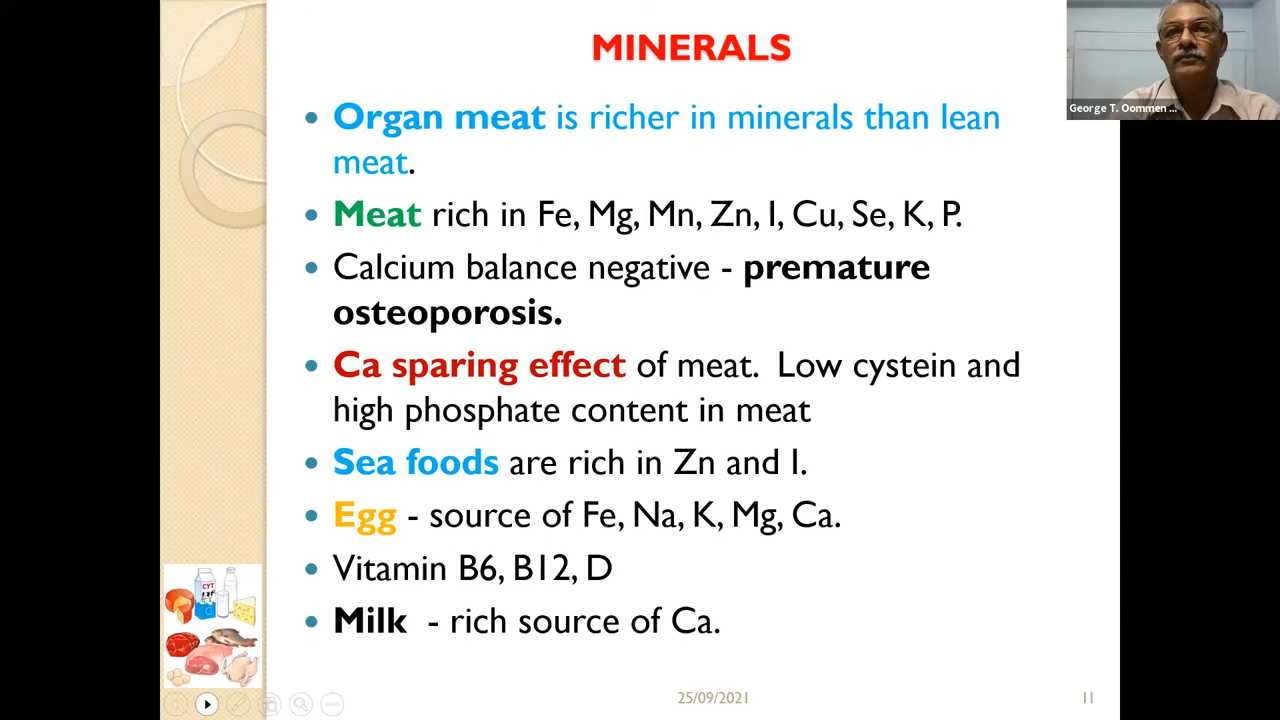 MINERALS
George T. Oommen ...
• Organ meat is richer in minerals than lean
meat.
• Meat rich in Fe, Mg, Mn, Zn, I, Cu, Se, K, P.
• Calcium balance negative - premature
osteoporosis.
• Ca sparing effect of meat. Low cystein and
high phosphate content in meat
• Sea foods are rich in Zn and I.
• Egg - source of Fe, Na, K, Mg, Ca.
• Vitamin B6, B12, D
• Milk - rich source of Ca.
25/09/2021
11